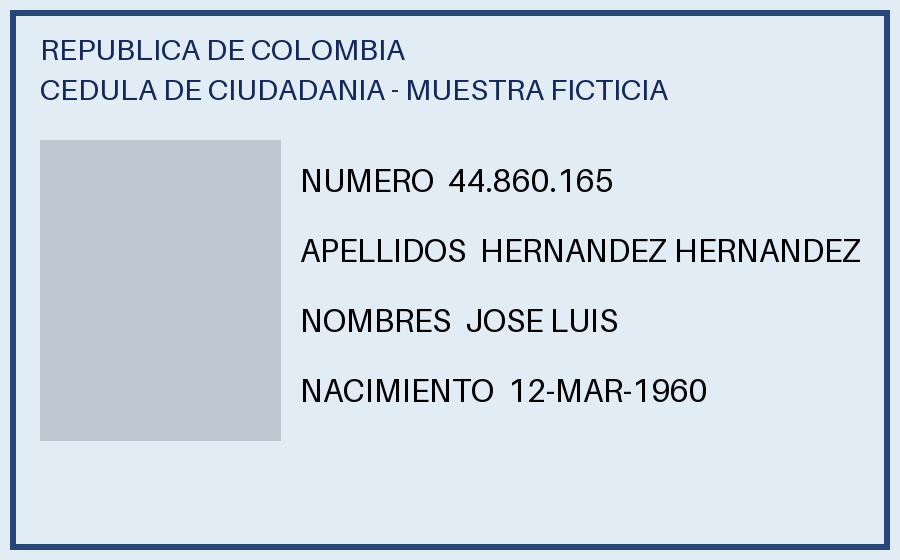 REPUBLICA DE COLOMBIA
CEDULA DE CIUDADANIA - MUESTRA FICTICIA
NUMERO 44.860.165
APELLIDOS HERNANDEZ HERNANDEZ
NOMBRES JOSE LUIS
NACIMIENTO 12-MAR-1960